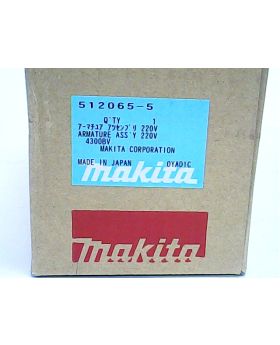 512065-5
Q'TY 1
アーマチュア アッセンブリ 220V
ARMATURE ASS'Y 220V
4300BV
MAKITA CORPORATION
MADE IN JAPAN DYADIC
makita
makita